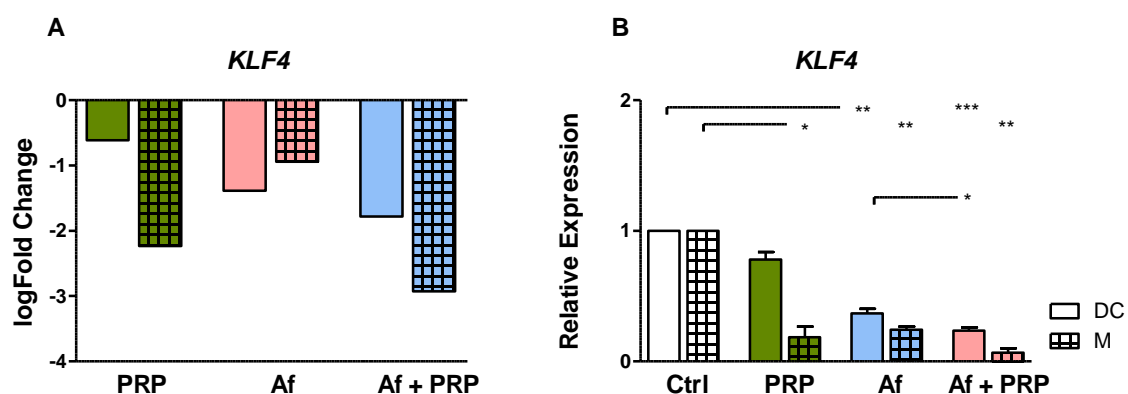 A
KLF4
logFold Change
0
-1
-2
-3
-4
PRP
Af
Af + PRP
B
KLF4
Relative Expression
2
1
0
**
***
*
**
**
*
Ctrl
PRP
Af
Af + PRP
DC
M